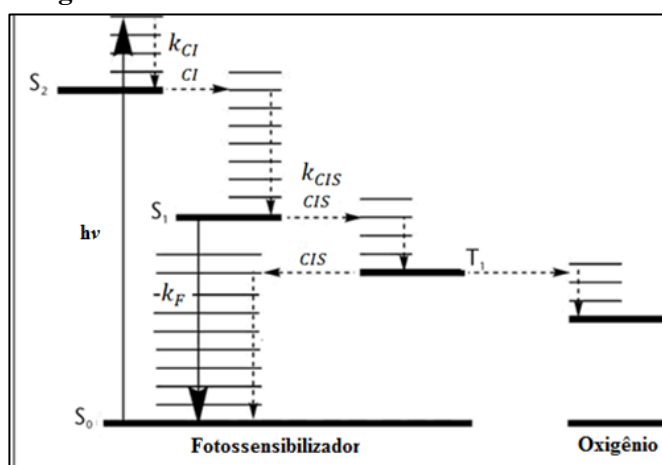 k_CI
S₂
CI
k_CIS
CIS
S₁
hν
CIS
T₁
-k_F
S₀
Fotossensibilizador
Oxigênio